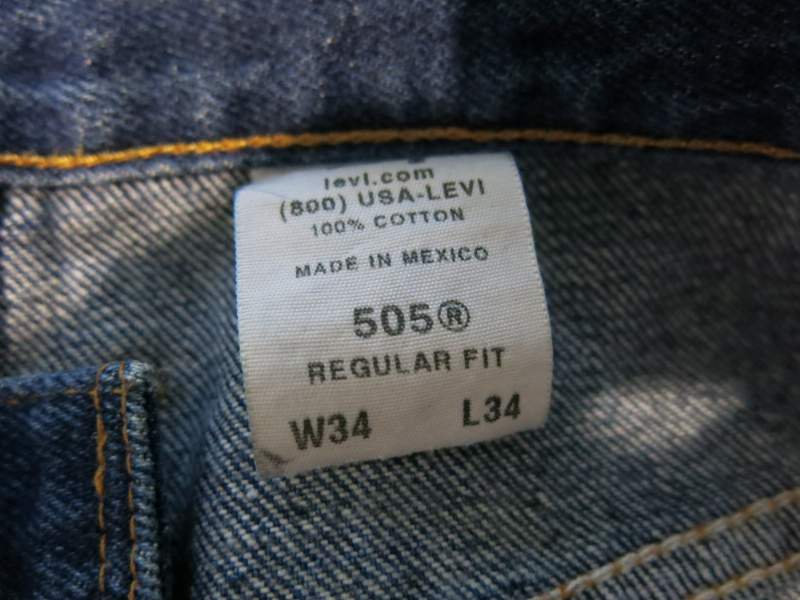 levi.com
(800) USA-LEVI
100% COTTON
MADE IN MEXICO
505®
REGULAR FIT
W34 L34